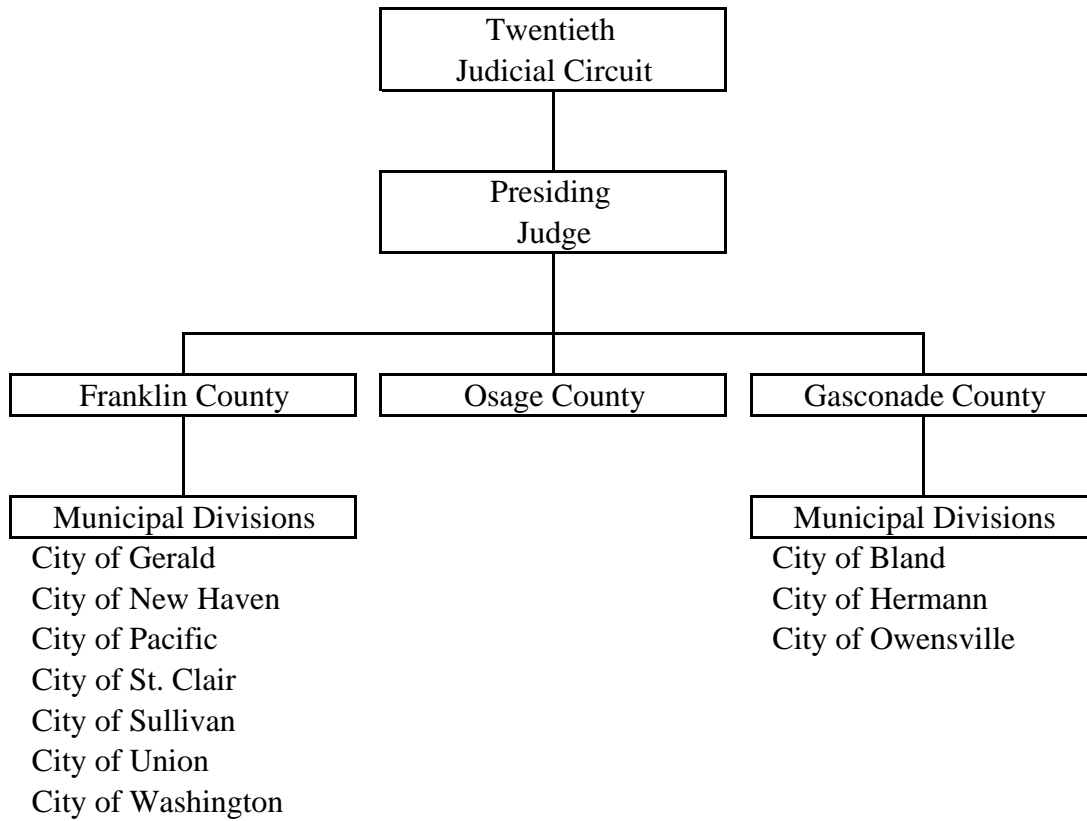 Twentieth
Judicial Circuit
Presiding
Judge
Franklin County
Osage County
Gasconade County
Municipal Divisions
City of Gerald
City of New Haven
City of Pacific
City of St. Clair
City of Sullivan
City of Union
City of Washington
Municipal Divisions
City of Bland
City of Hermann
City of Owensville